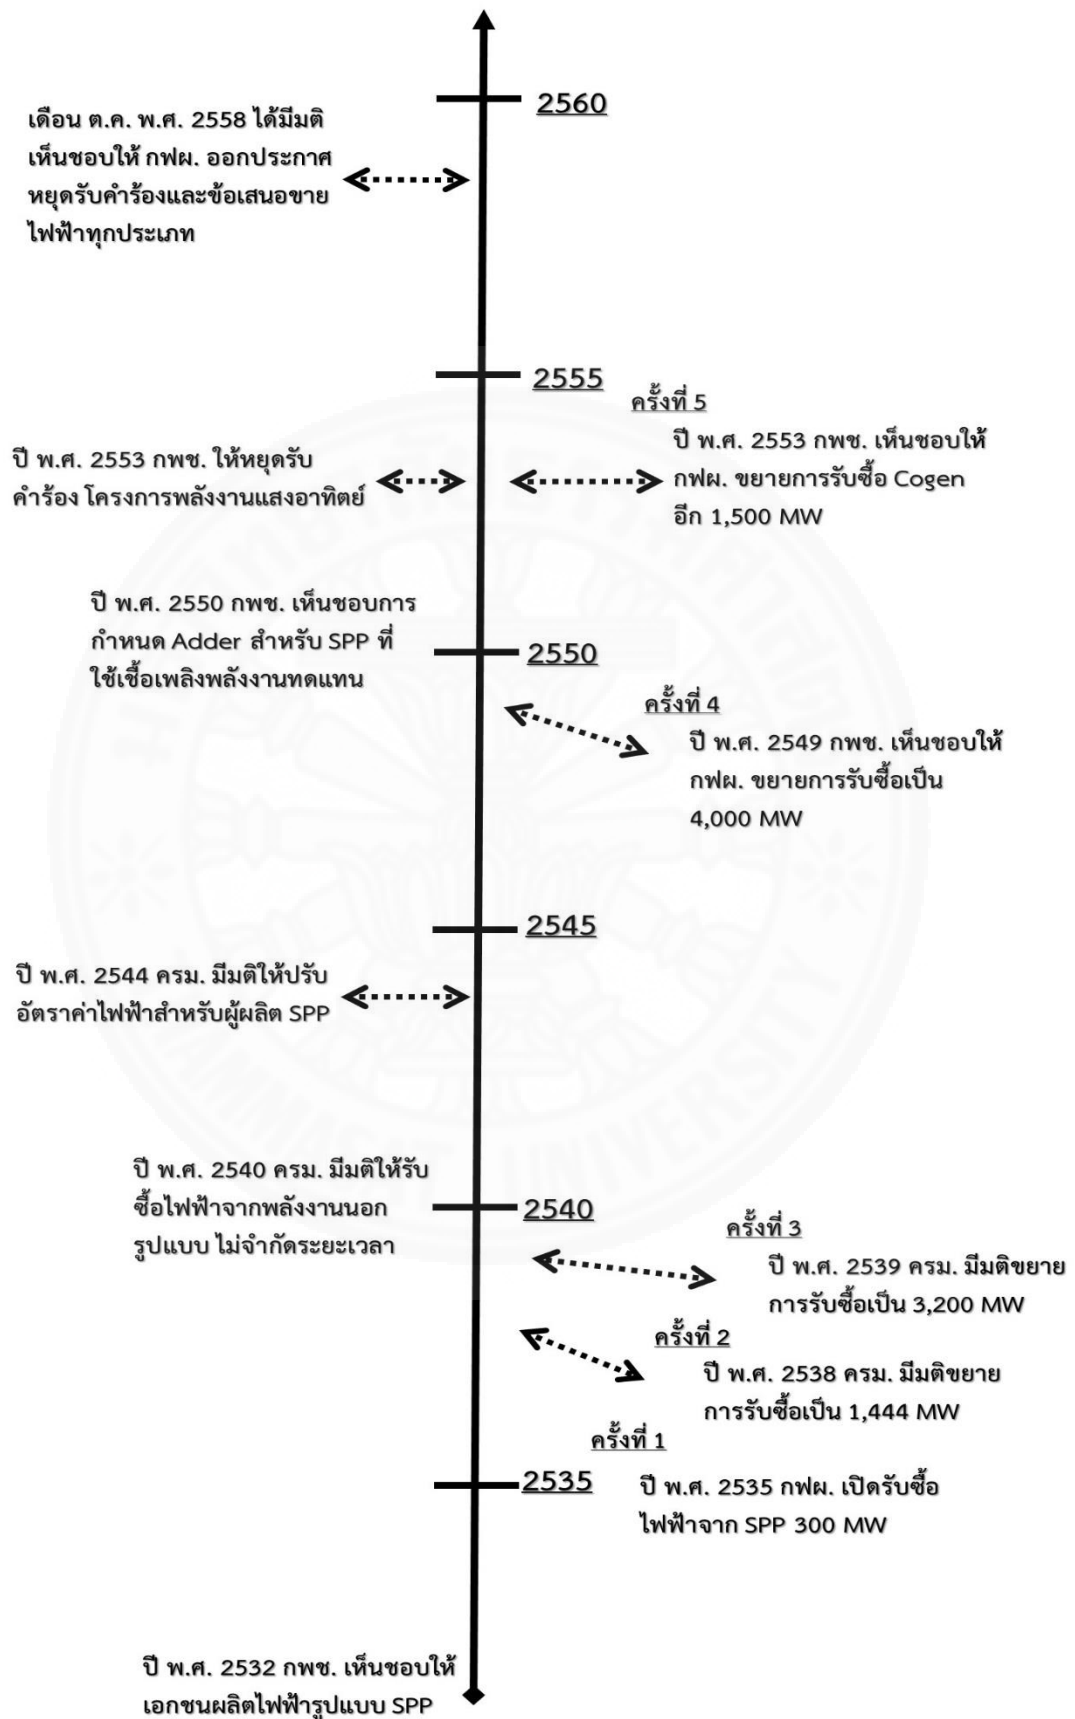 2560
เดือน ต.ค. พ.ศ. 2558 ได้มีมติ
เห็นชอบให้ กฟผ. ออกประกาศ
หยุดรับคำร้องและข้อเสนอขาย
ไฟฟ้าทุกประเภท
2555
ครั้งที่ 5
ปี พ.ศ. 2553 กพช. เห็นชอบให้
กฟผ. ขยายการรับซื้อ Cogen
อีก 1,500 MW
ปี พ.ศ. 2553 กพช. ให้หยุดรับ
คำร้อง โครงการพลังงานแสงอาทิตย์
ปี พ.ศ. 2550 กพช. เห็นชอบการ
กำหนด Adder สำหรับ SPP ที่
ใช้เชื้อเพลิงพลังงานทดแทน
2550
ครั้งที่ 4
ปี พ.ศ. 2549 กพช. เห็นชอบให้
กฟผ. ขยายการรับซื้อเป็น
4,000 MW
2545
ปี พ.ศ. 2544 ครม. มีมติให้ปรับ
อัตราค่าไฟฟ้าสำหรับผู้ผลิต SPP
ปี พ.ศ. 2540 ครม. มีมติให้รับ
ซื้อไฟฟ้าจากพลังงานนอก
รูปแบบ ไม่จำกัดระยะเวลา
2540
ครั้งที่ 3
ปี พ.ศ. 2539 ครม. มีมติขยาย
การรับซื้อเป็น 3,200 MW
ครั้งที่ 2
ปี พ.ศ. 2538 ครม. มีมติขยาย
การรับซื้อเป็น 1,444 MW
ครั้งที่ 1
2535
ปี พ.ศ. 2535 กฟผ. เปิดรับซื้อ
ไฟฟ้าจาก SPP 300 MW
ปี พ.ศ. 2532 กพช. เห็นชอบให้
เอกชนผลิตไฟฟ้ารูปแบบ SPP
มหาวิทยาลัยธรรมศาสตร์
THAMMASAT UNIVERSITY